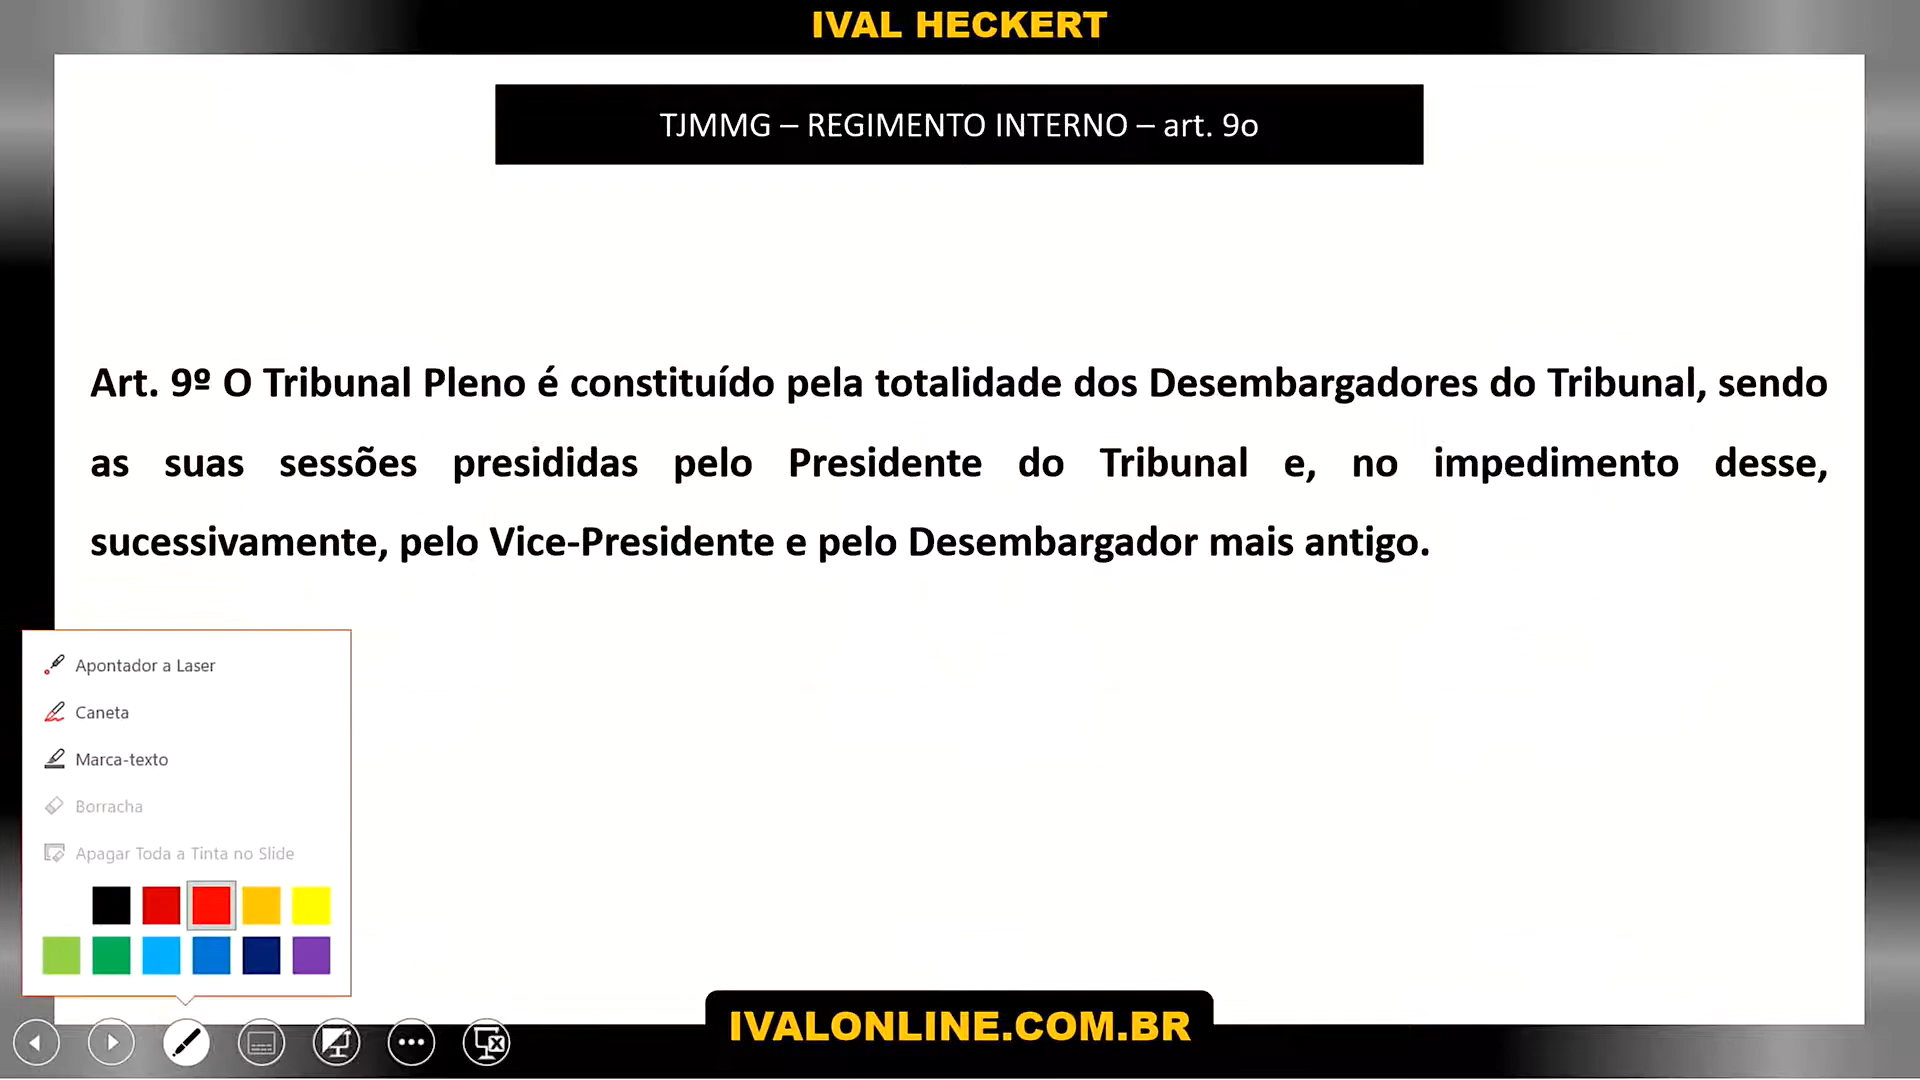 IVAL HECKERT
TJMMG – REGIMENTO INTERNO – art. 9o
Art. 9º O Tribunal Pleno é constituído pela totalidade dos Desembargadores do Tribunal, sendo
as suas sessões presididas pelo Presidente do Tribunal e, no impedimento desse,
sucessivamente, pelo Vice-Presidente e pelo Desembargador mais antigo.
Apontador a Laser
Caneta
Marca-texto
Borracha
Apagar Toda a Tinta no Slide
IVALONLINE.COM.BR